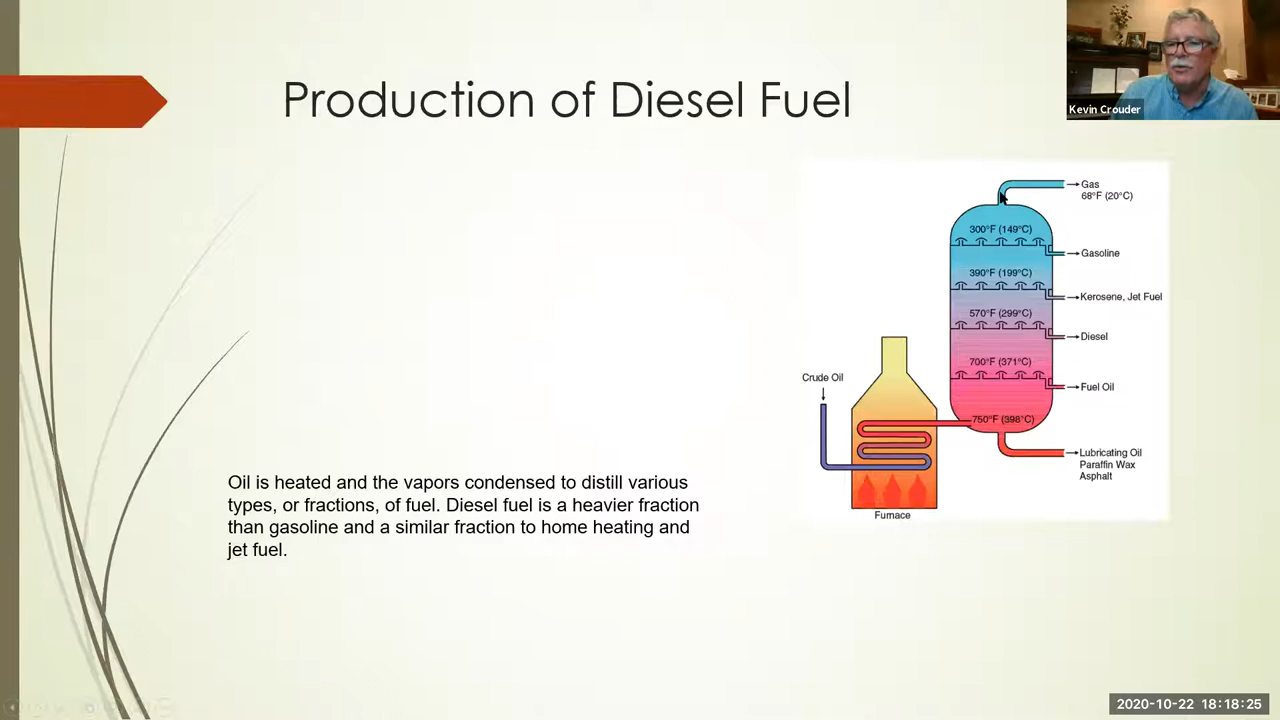 Production of Diesel Fuel
Kevin Crouder
Gas
68°F (20°C)
300°F (149°C)
Gasoline
390°F (199°C)
Kerosene, Jet Fuel
570°F (299°C)
Diesel
700°F (371°C)
Crude Oil
Fuel Oil
750°F (398°C)
Lubricating Oil
Paraffin Wax
Asphalt
Furnace
Oil is heated and the vapors condensed to distill various
types, or fractions, of fuel. Diesel fuel is a heavier fraction
than gasoline and a similar fraction to home heating and
jet fuel.
2020-10-22 18:18:25